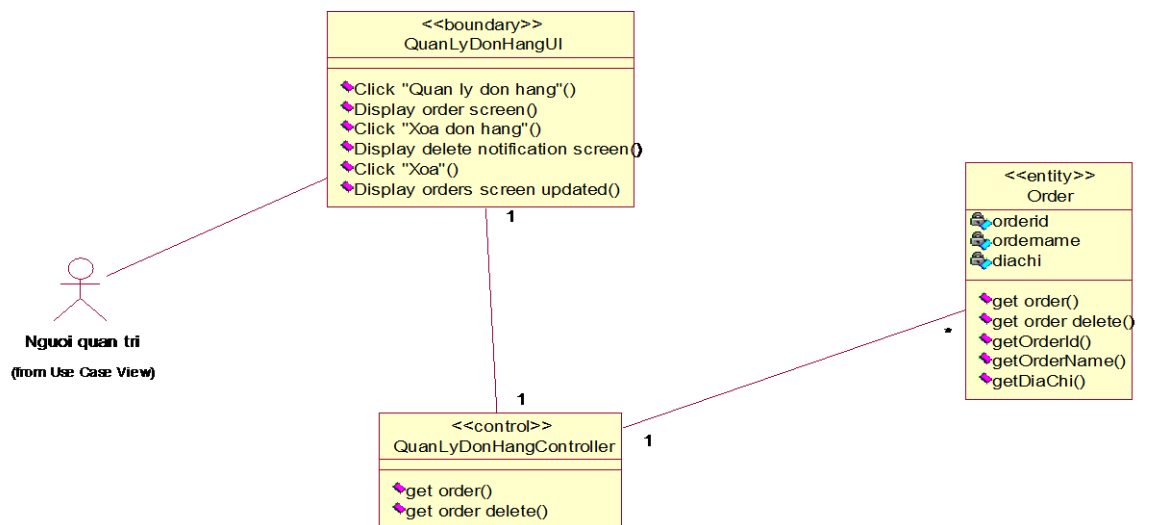 <<boundary>>
QuanLyDonHangUI
Click "Quan ly don hang"()
Display order screen()
Click "Xoa don hang"()
Display delete notification screen()
Click "Xoa"()
Display orders screen updated()
1
<<entity>>
Order
orderid
ordername
diachi
get order()
get order delete()
getOrderId()
getOrderName()
getDiaChi()
*
Nguoi quan tri
(from Use Case View)
1
<<control>>
QuanLyDonHangController
1
get order()
get order delete()